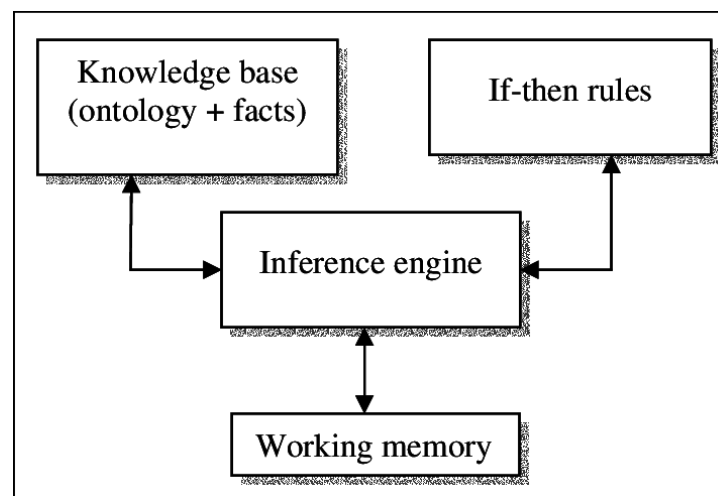 Knowledge base
(ontology + facts)
If-then rules
Inference engine
Working memory